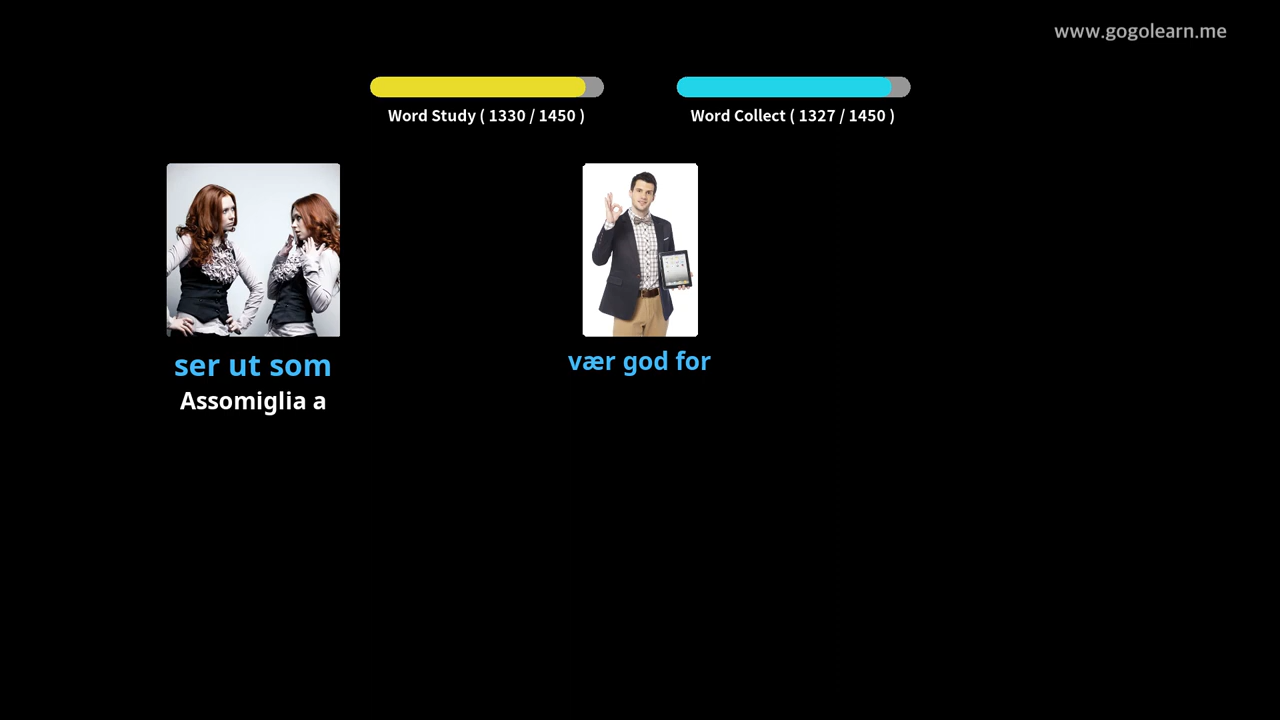 www.gogolearn.me
Word Study ( 1330 / 1450 )
Word Collect ( 1327 / 1450 )
ser ut som
Assomiglia a
vær god for